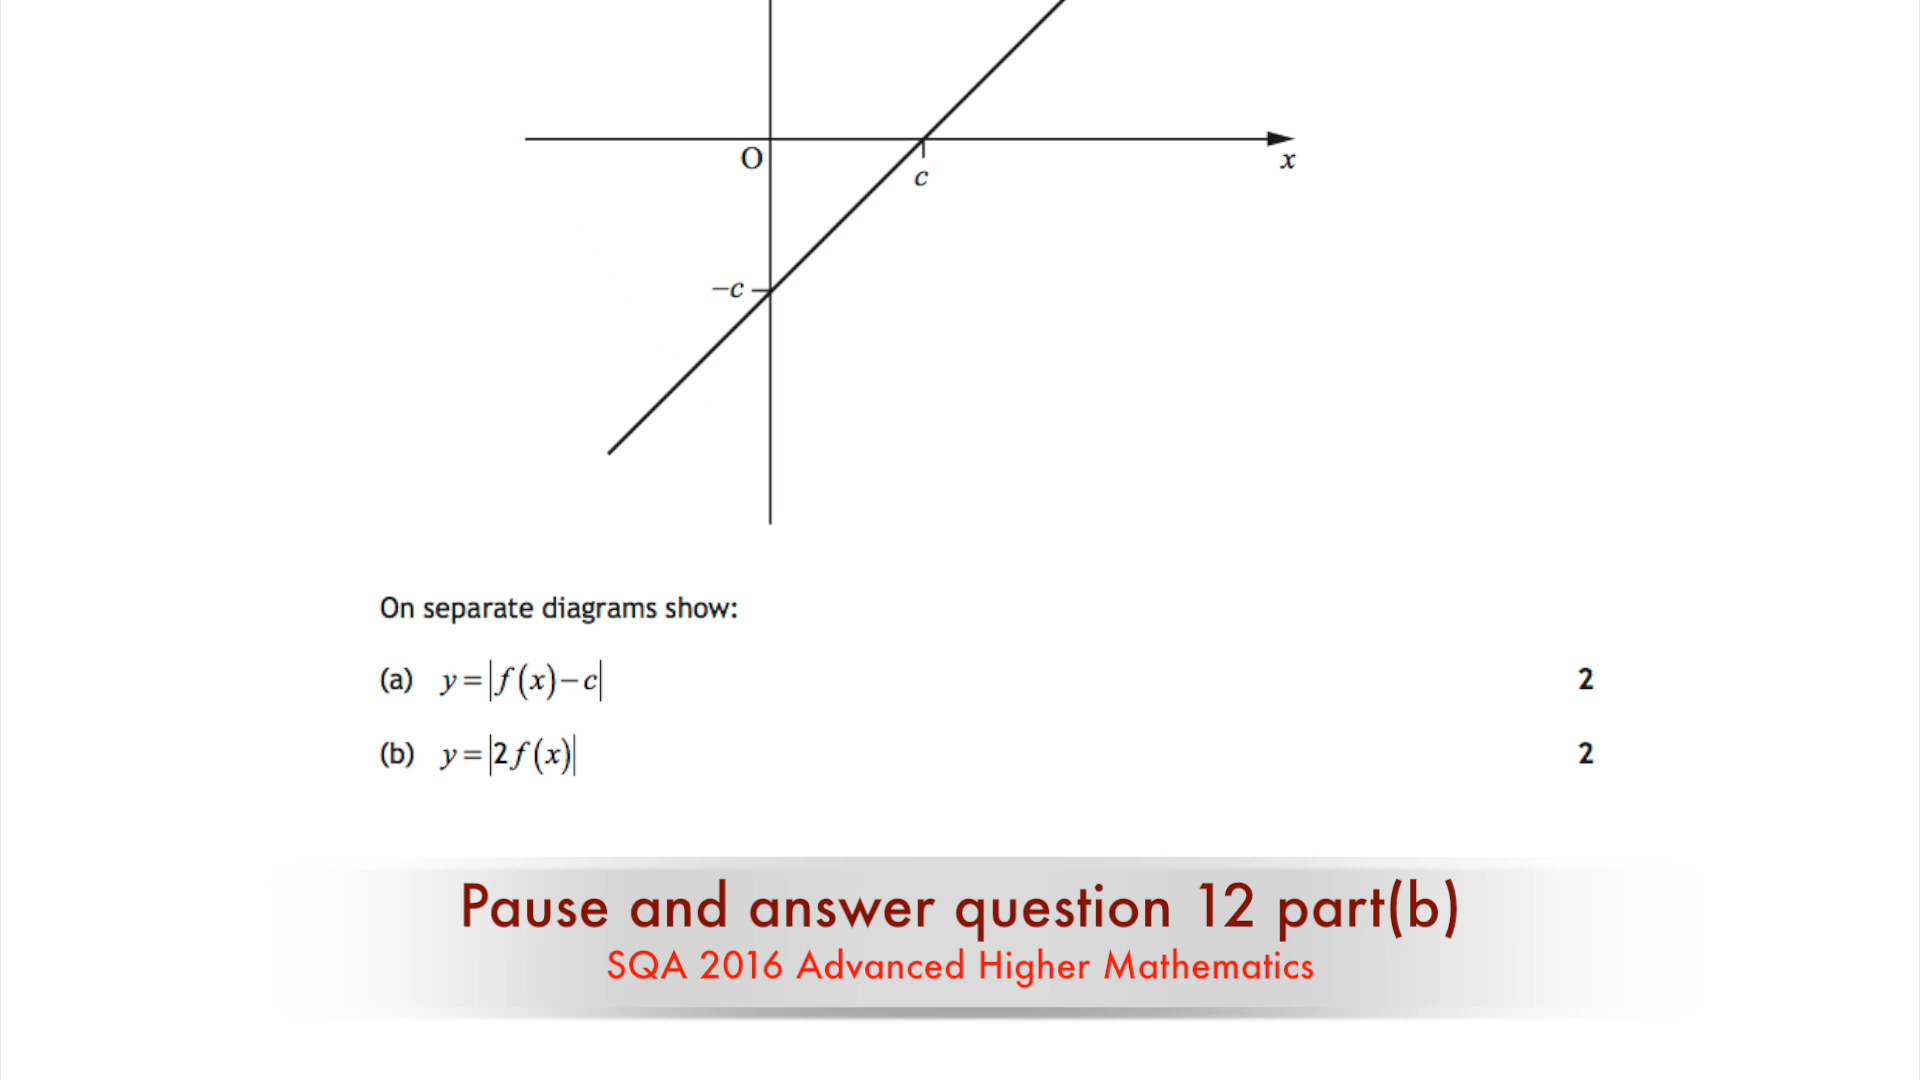 O
x
c
−c
On separate diagrams show:
(a) y=|f(x)−c| 2
(b) y=|2f(x)| 2
Pause and answer question 12 part(b)
SQA 2016 Advanced Higher Mathematics